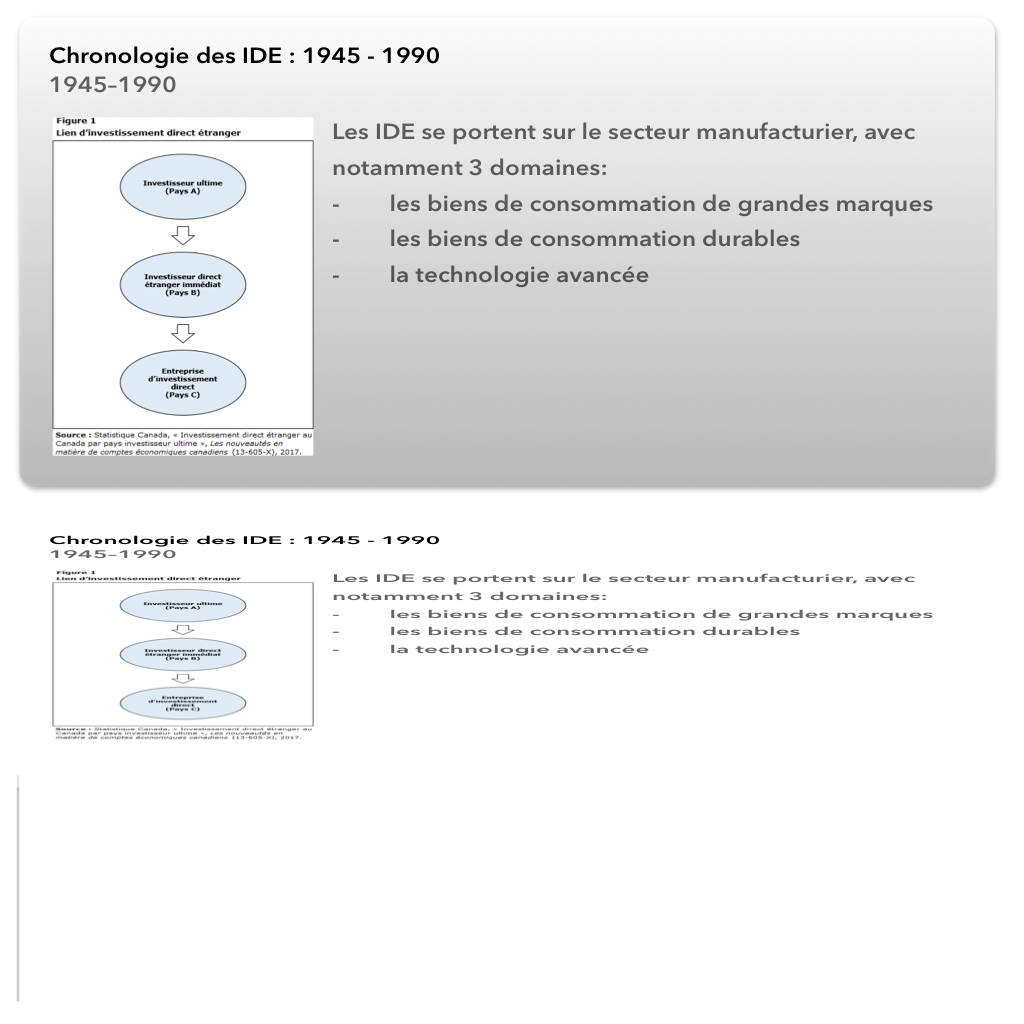 Chronologie des IDE : 1945 - 1990
1945–1990
Figure 1
Lien d’investissement direct étranger
Investisseur ultime
(Pays A)
Investisseur direct
étranger immédiat
(Pays B)
Entreprise
d’investissement
direct
(Pays C)
Source : Statistique Canada, « Investissement direct étranger au
Canada par pays investisseur ultime », Les nouveautés en
matière de comptes économiques canadiens (13-605-X), 2017.
Les IDE se portent sur le secteur manufacturier, avec
notamment 3 domaines:
- les biens de consommation de grandes marques
- les biens de consommation durables
- la technologie avancée
Chronologie des IDE : 1945 - 1990
1945–1990
Figure 1
Lien d’investissement direct étranger
Investisseur ultime
(Pays A)
Investisseur direct
étranger immédiat
(Pays B)
Entreprise
d’investissement
direct
(Pays C)
Source : Statistique Canada, « Investissement direct étranger au
Canada par pays investisseur ultime », Les nouveautés en
matière de comptes économiques canadiens (13-605-X), 2017.
Les IDE se portent sur le secteur manufacturier, avec
notamment 3 domaines:
- les biens de consommation de grandes marques
- les biens de consommation durables
- la technologie avancée